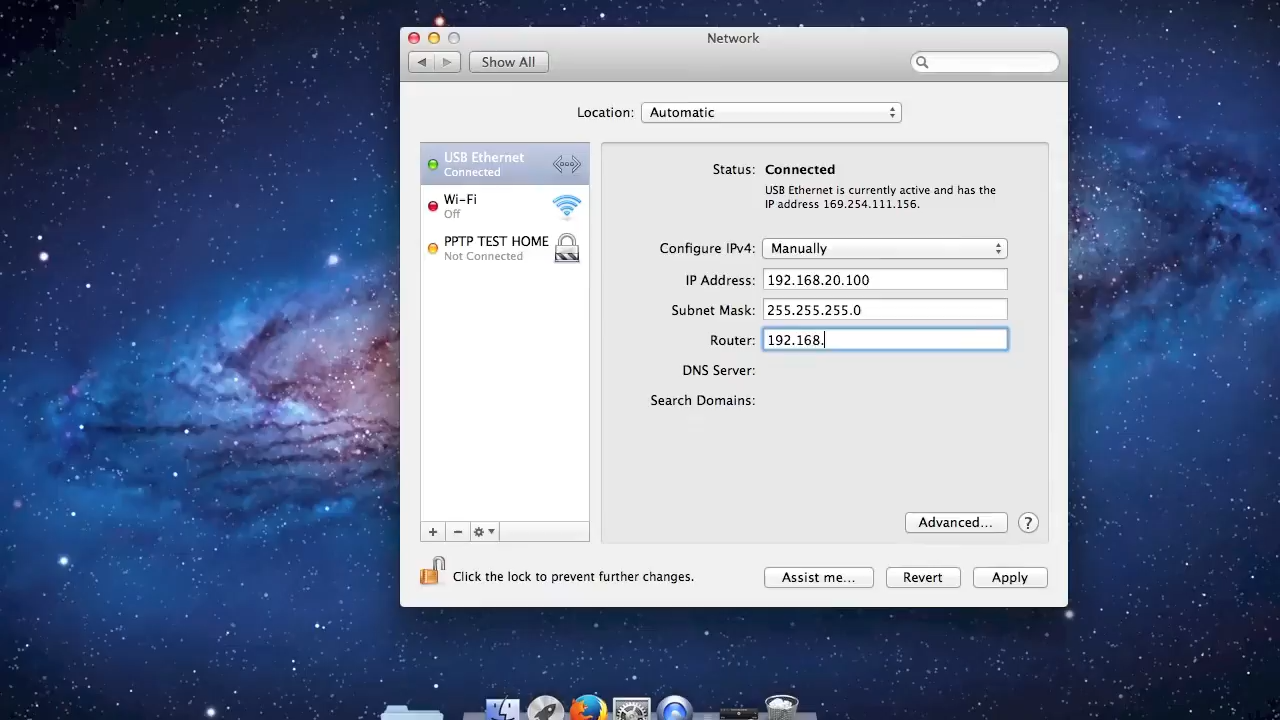 Network
Show All
Location: Automatic
USB Ethernet
Connected
Wi-Fi
Off
PPTP TEST HOME
Not Connected
Status: Connected
USB Ethernet is currently active and has the
IP address 169.254.111.156.
Configure IPv4: Manually
IP Address: 192.168.20.100
Subnet Mask: 255.255.255.0
Router: 192.168.
DNS Server:
Search Domains:
Advanced... ?
Click the lock to prevent further changes.
Assist me... Revert Apply